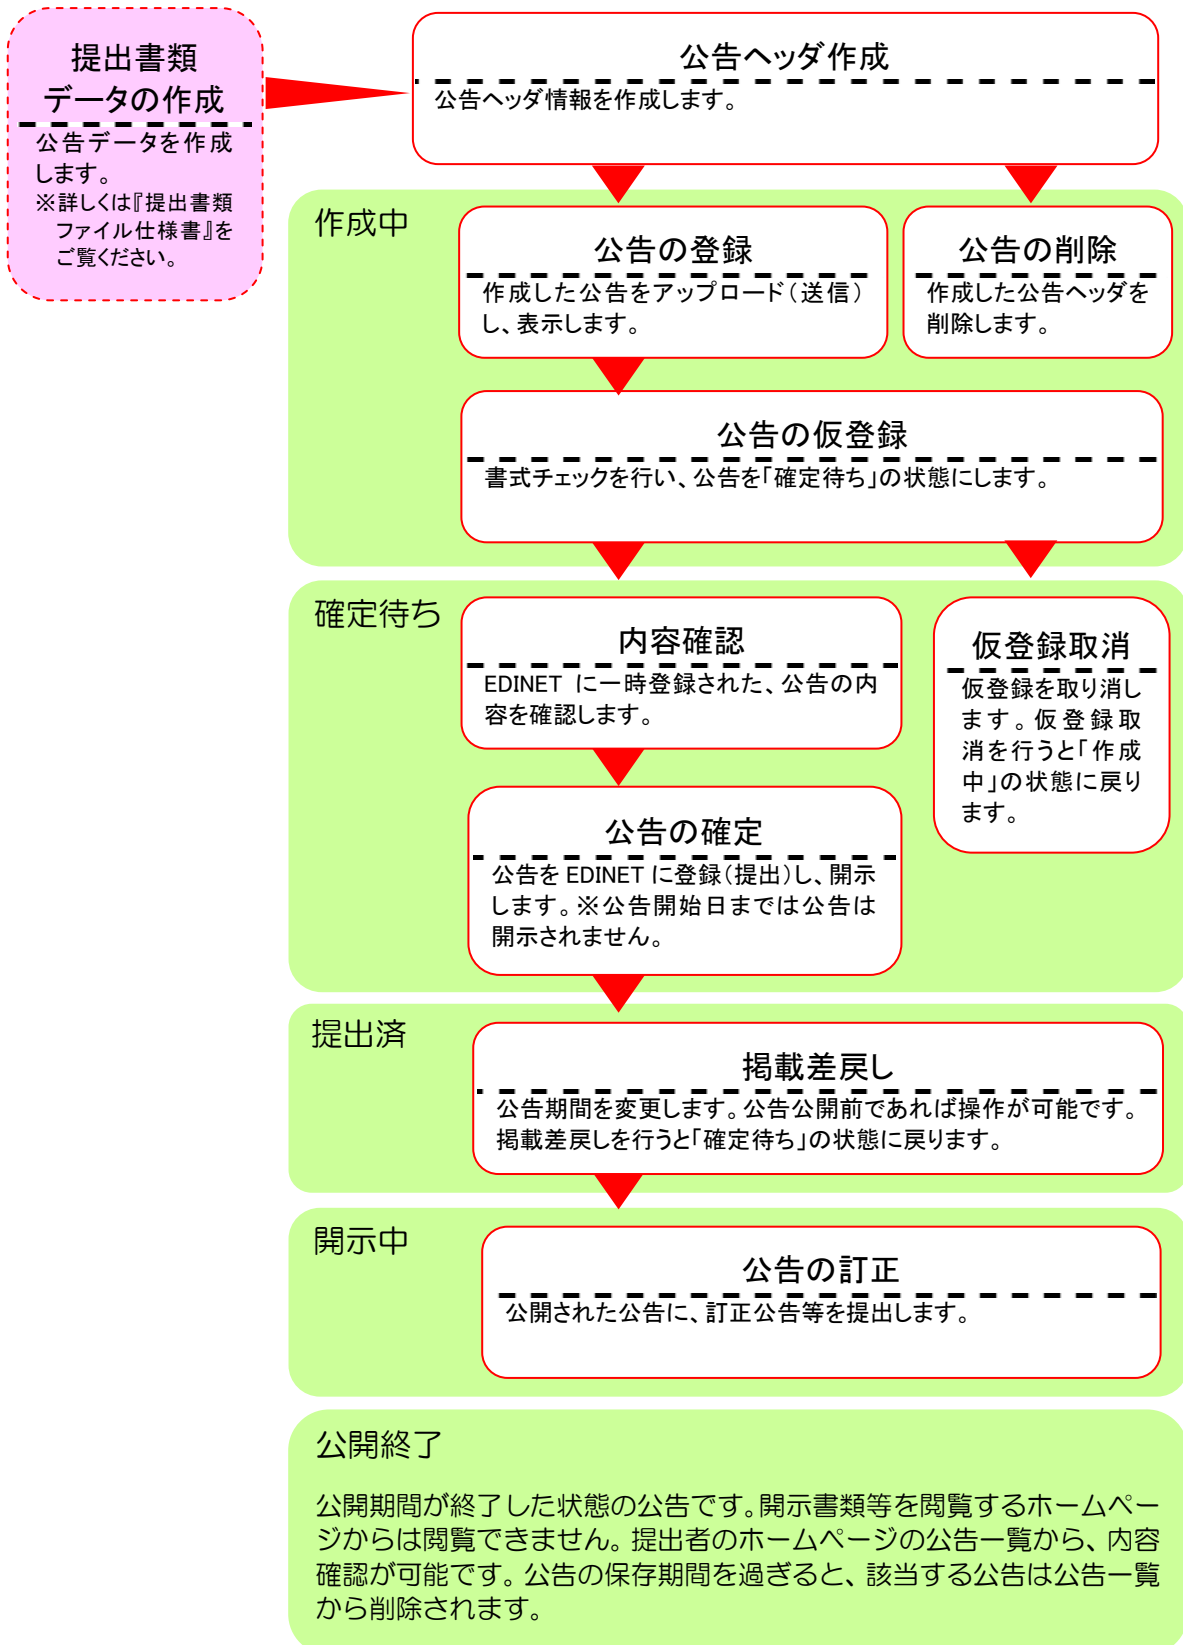 提出書類
データの作成
公告データを作成
します。
※詳しくは『提出書類
ファイル仕様書』を
ご覧ください。
公告ヘッダ作成
公告ヘッダ情報を作成します。
作成中
公告の登録
作成した公告をアップロード（送信）
し、表示します。
公告の削除
作成した公告ヘッダを
削除します。
公告の仮登録
書式チェックを行い、公告を「確定待ち」の状態にします。
確定待ち
内容確認
EDINET に一時登録された、公告の内
容を確認します。
仮登録取消
仮登録を取り消し
ます。仮登録取
消を行うと「作成
中」の状態に戻り
ます。
公告の確定
公告を EDINET に登録（提出）し、開示
します。※公告開始日までは公告は
開示されません。
提出済
掲載差戻し
公告期間を変更します。公告公開前であれば操作が可能です。
掲載差戻しを行うと「確定待ち」の状態に戻ります。
開示中
公告の訂正
公開された公告に、訂正公告等を提出します。
公開終了
公開期間が終了した状態の公告です。開示書類等を閲覧するホームペー
ジからは閲覧できません。提出者のホームページの公告一覧から、内容
確認が可能です。公告の保存期間を過ぎると、該当する公告は公告一覧
から削除されます。